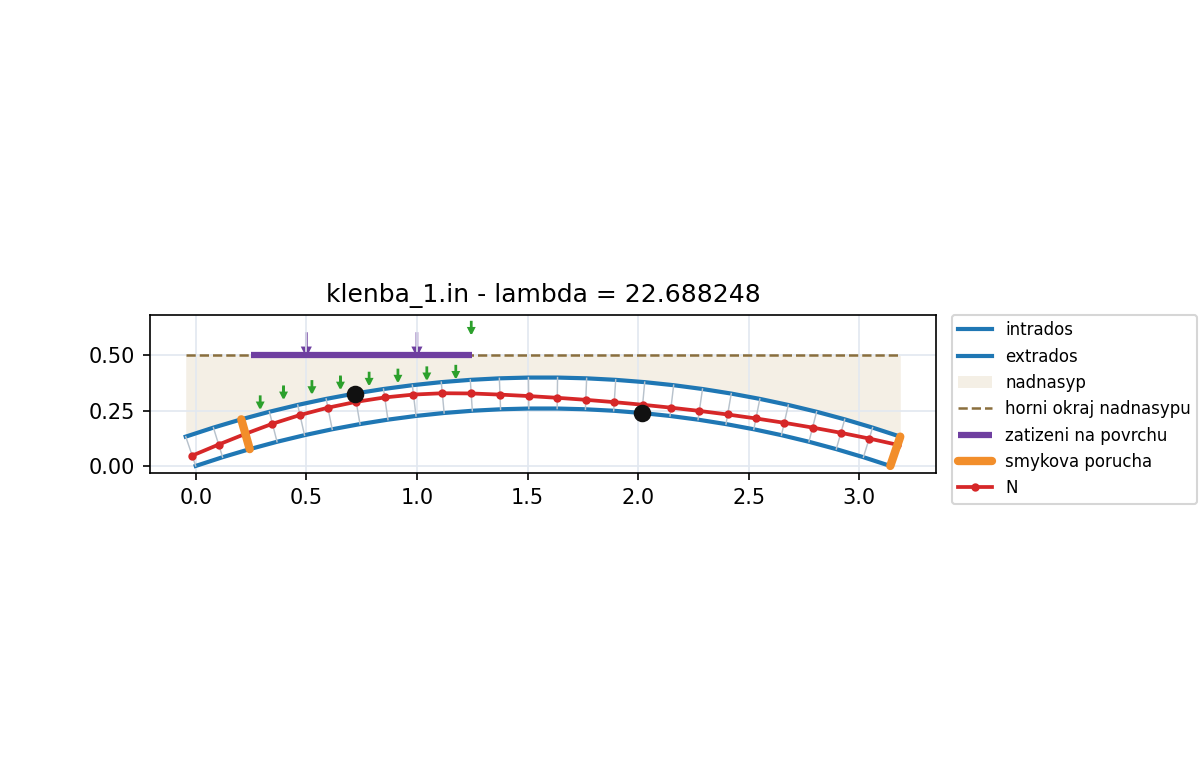 klenba_1.in - lambda = 22.688248
0.50
0.25
0.00
0.0
0.5
1.0
1.5
2.0
2.5
3.0
intrados
extrados
nadnasyp
horni okraj nadnasypu
zatizeni na povrchu
smykova porucha
N